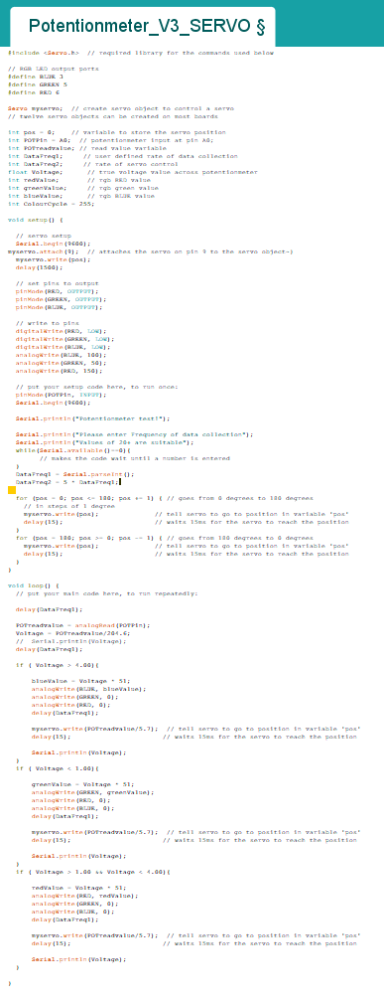 Potentionmeter_V3_SERVO §
#include <Servo.h>  // required library for the commands used below
// RGB LED output ports
#define BLUE 3
#define GREEN 5
#define RED 6
Servo myservo;  // create servo object to control a servo
// twelve servo objects can be created on most boards
int pos = 0;    // variable to store the servo position
int POTPin = A0;  // potentiometer input at pin A0;
int POTreadvalue; // read value variable
int DataFreq1;     // user defined rate of data collection
int DataFreq2;     // rate of servo control
float Voltage;     // true voltage value across potentiometer
int redValue;      // rgb RED value
int greenValue;    // rgb green value
int blueValue;     // rgb BLUE value
int ColourCycle = 255;
void setup() {
// servo setup
Serial.begin(9600);
myservo.attach(9);  // attaches the servo on pin 9 to the servo object~)
myservo.write(pos);
delay(1500);
// set pins to output
pinMode(RED, OUTPUT);
pinMode(GREEN, OUTPUT);
pinMode(BLUE, OUTPUT);
// write to pins
digitalWrite(RED, LOW);
digitalWrite(GREEN, LOW);
digitalWrite(BLUE, LOW);
analogWrite(BLUE, 100);
analogWrite(GREEN, 50);
analogWrite(RED, 150);
// put your setup code here, to run once:
pinMode(POTPin, INPUT);
Serial.begin(9600);
Serial.println("Potentiometer test!");
Serial.println("Please enter Frequency of data collection");
Serial.println("Values of 20+ are suitable");
while(Serial.available()==0){
// makes the code wait until a number is entered
}
DataFreq1 = Serial.parseInt();
DataFreq2 = 5 * DataFreq1;
for (pos = 0; pos <= 180; pos += 1) { // goes from 0 degrees to 180 degrees
// in steps of 1 degree
myservo.write(pos);              // tell servo to go to position in variable 'pos'
delay(15);                       // waits 15ms for the servo to reach the position
}
for (pos = 180; pos >= 0; pos -= 1) { // goes from 180 degrees to 0 degrees
myservo.write(pos);              // tell servo to go to position in variable 'pos'
delay(15);                       // waits 15ms for the servo to reach the position
}
}
void loop() {
// put your main code here, to run repeatedly:
delay(DataFreq1);
POTreadvalue = analogRead(POTPin);
Voltage = POTreadvalue/204.6;
//  Serial.println(Voltage);
delay(DataFreq1);
if ( Voltage > 4.00){
blueValue = Voltage * 51;
analogWrite(BLUE, blueValue);
analogWrite(GREEN, 0);
analogWrite(RED, 0);
delay(DataFreq1);
myservo.write(POTreadvalue/5.7);  // tell servo to go to position in variable 'pos'
delay(15);                       // waits 15ms for the servo to reach the position
Serial.println(Voltage);
}
if ( Voltage < 1.00){
greenValue = Voltage * 51;
analogWrite(GREEN, greenValue);
analogWrite(RED, 0);
analogWrite(BLUE, 0);
delay(DataFreq1);
myservo.write(POTreadvalue/5.7);  // tell servo to go to position in variable 'pos'
delay(15);                       // waits 15ms for the servo to reach the position
Serial.println(Voltage);
}
if ( Voltage > 1.00 && Voltage < 4.00){
redValue = Voltage * 51;
analogWrite(RED, redValue);
analogWrite(GREEN, 0);
analogWrite(BLUE, 0);
delay(DataFreq1);
myservo.write(POTreadvalue/5.7);  // tell servo to go to position in variable 'pos'
delay(15);                       // waits 15ms for the servo to reach the position
Serial.println(Voltage);
}
}